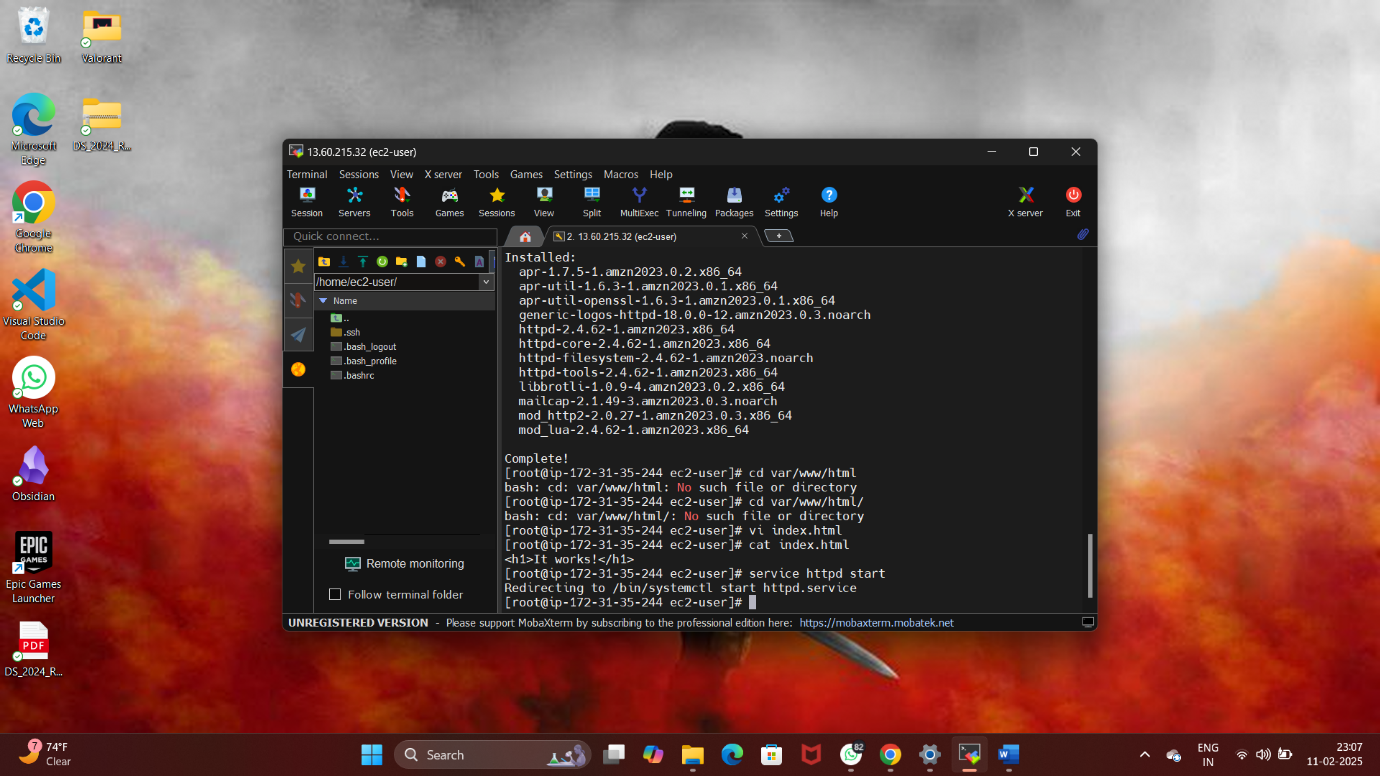 Recycle Bin
Valorant
Microsoft
Edge
DS_2024_R...
Google
Chrome
Visual Studio
Code
WhatsApp
Web
Obsidian
EPIC
GAMES
Epic Games
Launcher
PDF
DS_2024_R...
13.60.215.32 (ec2-user)
Terminal Sessions View X server Tools Games Settings Macros Help
Session Servers Tools Games Sessions View Split MultiExec Tunneling Packages Settings Help X server Exit
Quick connect...
2. 13.60.215.32 (ec2-user)
/home/ec2-user/
Name
..
.ssh
.bash_logout
.bash_profile
.bashrc
Remote monitoring
Follow terminal folder
Installed:
apr-1.7.5-1.amzn2023.0.2.x86_64
apr-util-1.6.3-1.amzn2023.0.1.x86_64
apr-util-openssl-1.6.3-1.amzn2023.0.1.x86_64
generic-logos-httpd-18.0.0-12.amzn2023.0.3.noarch
httpd-2.4.62-1.amzn2023.x86_64
httpd-core-2.4.62-1.amzn2023.x86_64
httpd-filesystem-2.4.62-1.amzn2023.noarch
httpd-tools-2.4.62-1.amzn2023.x86_64
libbrotli-1.0.9-4.amzn2023.0.2.x86_64
mailcap-2.1.49-3.amzn2023.0.3.noarch
mod_http2-2.0.27-1.amzn2023.0.3.x86_64
mod_lua-2.4.62-1.amzn2023.x86_64
Complete!
[root@ip-172-31-35-244 ec2-user]# cd var/www/html
bash: cd: var/www/html: No such file or directory
[root@ip-172-31-35-244 ec2-user]# cd var/www/html/
bash: cd: var/www/html/: No such file or directory
[root@ip-172-31-35-244 ec2-user]# vi index.html
[root@ip-172-31-35-244 ec2-user]# cat index.html
<h1>It works!</h1>
[root@ip-172-31-35-244 ec2-user]# service httpd start
Redirecting to /bin/systemctl start httpd.service
[root@ip-172-31-35-244 ec2-user]#
UNREGISTERED VERSION - Please support MobaXterm by subscribing to the professional edition here: https://mobaxterm.mobatek.net
7
74°F
Clear
Search
82
ENG
IN
23:07
11-02-2025